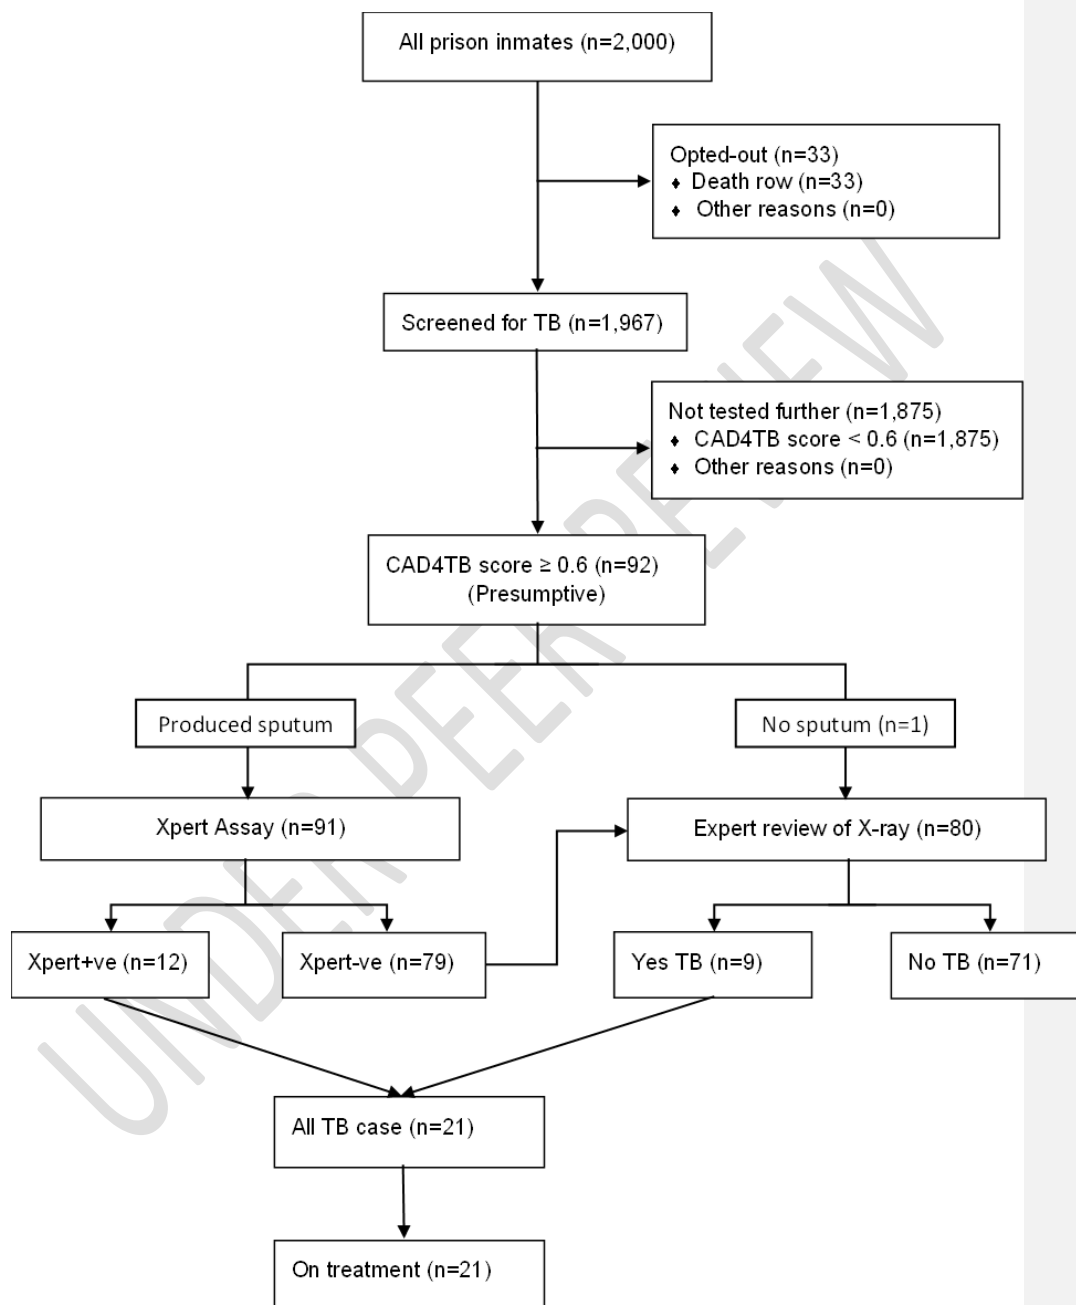 All prison inmates (n=2,000)
Opted-out (n=33)
♦ Death row (n=33)
♦ Other reasons (n=0)
Screened for TB (n=1,967)
Not tested further (n=1,875)
♦ CAD4TB score < 0.6 (n=1,875)
♦ Other reasons (n=0)
CAD4TB score ≥ 0.6 (n=92)
(Presumptive)
Produced sputum
No sputum (n=1)
Xpert Assay (n=91)
Expert review of X-ray (n=80)
Xpert+ve (n=12)
Xpert-ve (n=79)
Yes TB (n=9)
No TB (n=71)
All TB case (n=21)
On treatment (n=21)
UNDER PEER REVIEW